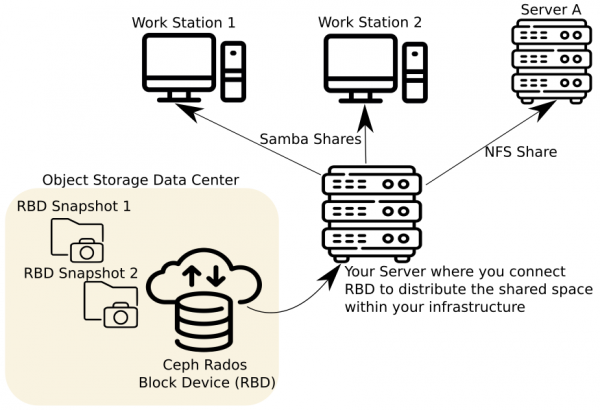 Work Station 1
Work Station 2
Server A
Samba Shares
NFS Share
Object Storage Data Center
RBD Snapshot 1
RBD Snapshot 2
Your Server where you connect
RBD to distribute the shared space
within your infrastructure
Ceph Rados
Block Device (RBD)